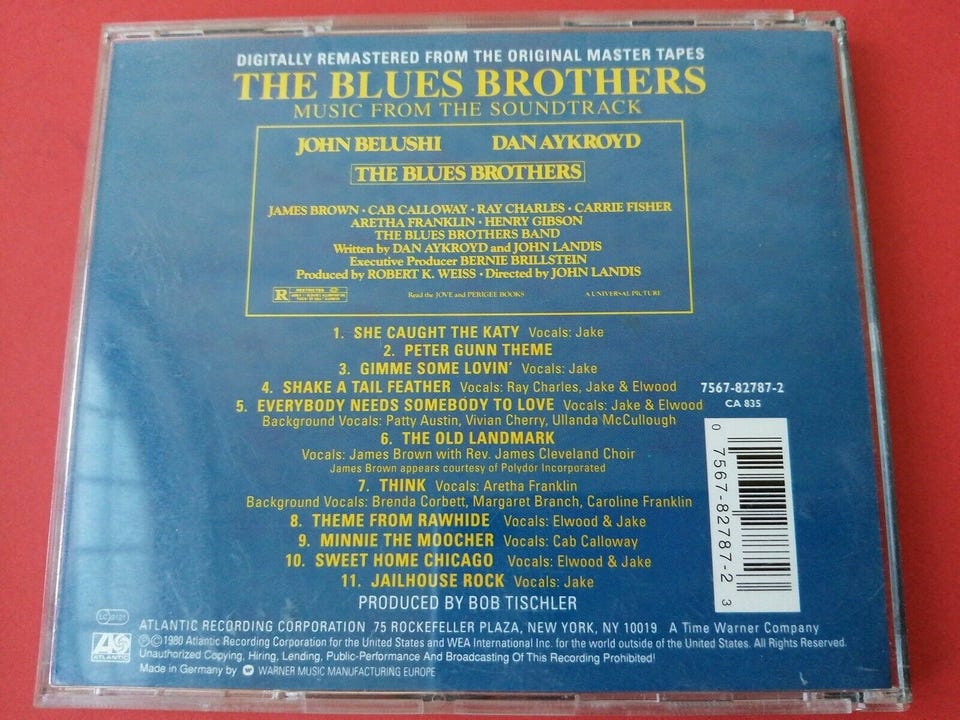 DIGITALLY REMASTERED FROM THE ORIGINAL MASTER TAPES
THE BLUES BROTHERS
MUSIC FROM THE SOUNDTRACK
JOHN BELUSHI DAN AYKROYD
THE BLUES BROTHERS
JAMES BROWN · CAB CALLOWAY · RAY CHARLES · CARRIE FISHER
ARETHA FRANKLIN · HENRY GIBSON
THE BLUES BROTHERS BAND
Written by DAN AYKROYD and JOHN LANDIS
Executive Producer BERNIE BRILLSTEIN
Produced by ROBERT K. WEISS · Directed by JOHN LANDIS
R RESTRICTED
Read the JOVE and PERIGEE BOOKS A UNIVERSAL PICTURE
1. SHE CAUGHT THE KATY Vocals: Jake
2. PETER GUNN THEME
3. GIMME SOME LOVIN' Vocals: Jake
4. SHAKE A TAIL FEATHER Vocals: Ray Charles, Jake & Elwood
5. EVERYBODY NEEDS SOMEBODY TO LOVE Vocals: Jake & Elwood
Background Vocals: Patty Austin, Vivian Cherry, Ullanda McCullough
6. THE OLD LANDMARK
Vocals: James Brown with Rev. James Cleveland Choir
James Brown appears courtesy of Polydor Incorporated
7. THINK Vocals: Aretha Franklin
Background Vocals: Brenda Corbett, Margaret Branch, Caroline Franklin
8. THEME FROM RAWHIDE Vocals: Elwood & Jake
9. MINNIE THE MOOCHER Vocals: Cab Calloway
10. SWEET HOME CHICAGO Vocals: Elwood & Jake
11. JAILHOUSE ROCK Vocals: Jake
PRODUCED BY BOB TISCHLER
7567-82787-2
CA 835
0 7567-82787-2 3
LC 0121
ATLANTIC RECORDING CORPORATION 75 ROCKEFELLER PLAZA, NEW YORK, NY 10019 A Time Warner Company
ATLANTIC
℗©1980 Atlantic Recording Corporation for the United States and WEA International Inc. for the world outside of the United States. All Rights Reserved.
Unauthorized Copying, Hiring, Lending, Public-Performance And Broadcasting Of This Recording Prohibited!
Made in Germany by WARNER MUSIC MANUFACTURING EUROPE